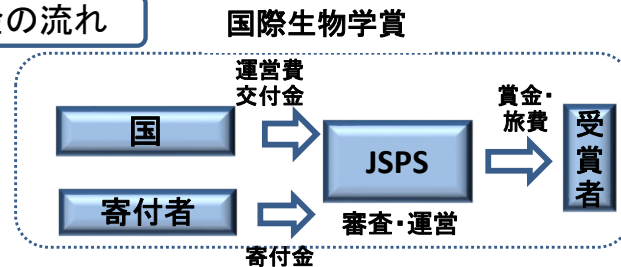 の流れ
国際生物学賞
運営費
交付金
賞金・
旅費
国
JSPS
受賞者
寄付者
審査・運営
寄付金